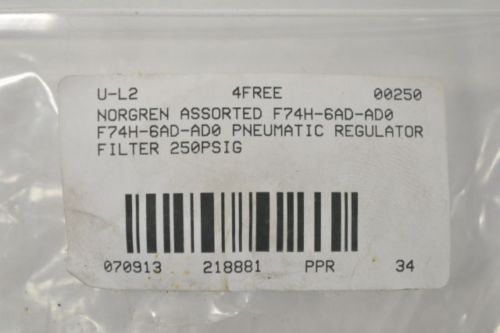 U-L2 4FREE 00250
NORGREN ASSORTED F74H-6AD-AD0
F74H-6AD-AD0 PNEUMATIC REGULATOR
FILTER 250PSIG
070913 218881 PPR 34